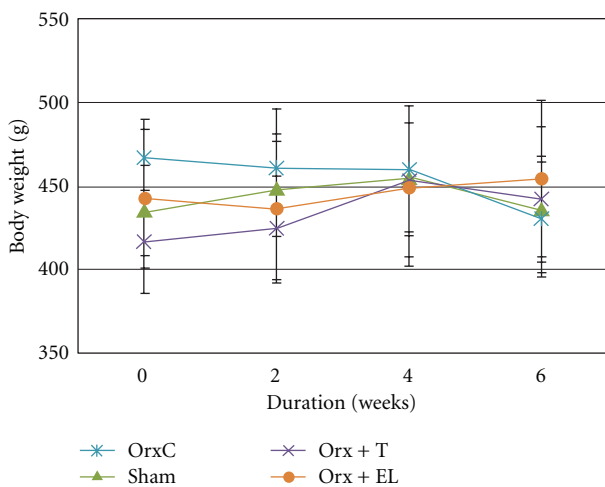 550
500
450
400
350
Body weight (g)
0 2 4 6
Duration (weeks)
OrxC Orx + T
Sham Orx + EL